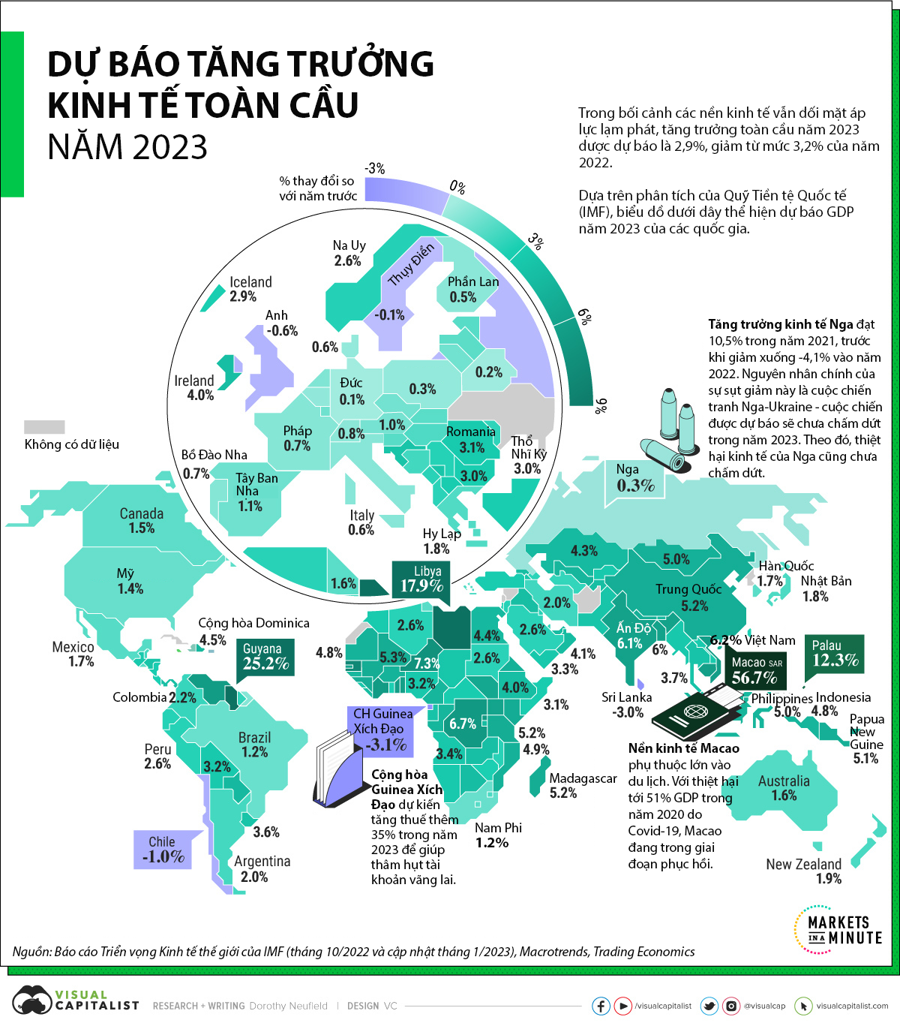 DỰ BÁO TĂNG TRƯỞNG
KINH TẾ TOÀN CẦU
NĂM 2023
Trong bối cảnh các nền kinh tế vẫn dối mặt áp
lực lạm phát, tăng trưởng toàn cầu năm 2023
dược dự báo là 2,9%, giảm từ mức 3,2% của năm
2022.
Dựa trên phân tích của Quỹ Tiền tệ Quốc tế
(IMF), biểu dồ dưới dây thể hiện dự báo GDP
năm 2023 của các quốc gia.
% thay đổi so
với năm trước
-3%
0%
3%
6%
9%
Na Uy
2.6%
Thụy Điển
-0.1%
Phần Lan
0.5%
Iceland
2.9%
Anh
-0.6%
Ireland
4.0%
0.6%
Đức
0.1%
0.3%
0.2%
Pháp
0.7%
0.8%
1.0%
Romania
3.1%
3.0%
Thổ
Nhĩ Kỳ
3.0%
Bồ Đào Nha
0.7%
Tây Ban
Nha
1.1%
Italy
0.6%
Hy Lạp
1.8%
1.6%
Libya
17.9%
Không có dữ liệu
Tăng trưởng kinh tế Nga đạt
10,5% trong năm 2021, trước
khi giảm xuống -4,1% vào năm
2022. Nguyên nhân chính của
sự sụt giảm này là cuộc chiến
tranh Nga-Ukraine - cuộc chiến
được dự báo sẽ chưa chấm dứt
trong năm 2023. Theo đó, thiệt
hại kinh tế của Nga cũng chưa
chấm dứt.
Nga
0.3%
Canada
1.5%
Mỹ
1.4%
Mexico
1.7%
Cộng hòa Dominica
4.5%
Guyana
25.2%
Colombia 2.2%
Brazil
1.2%
Peru
2.6%
3.2%
Chile
-1.0%
3.6%
Argentina
2.0%
4.8%
2.6%
5.3%
7.3%
3.2%
4.4%
2.6%
4.0%
3.1%
6.7%
3.4%
5.2%
4.9%
Madagascar
5.2%
Nam Phi
1.2%
CH Guinea
Xích Đạo
-3.1%
Cộng hòa
Guinea Xích
Đạo dự kiến
tăng thuế thêm
35% trong năm
2023 để giúp
thâm hụt tài
khoản vãng lai.
4.3%
5.0%
Trung Quốc
5.2%
Hàn Quốc
1.7%
Nhật Bản
1.8%
2.0%
2.6%
4.1%
3.3%
Ấn Độ
6.1%
6%
3.7%
Sri Lanka
-3.0%
6.2% Việt Nam
Macao SAR
56.7%
Palau
12.3%
Philippines
5.0%
Indonesia
4.8%
Papua
New
Guine
5.1%
Nền kinh tế Macao
phụ thuộc lớn vào
du lịch. Với thiệt hại
tới 51% GDP trong
năm 2020 do
Covid-19, Macao
đang trong giai
đoạn phục hồi.
Australia
1.6%
New Zealand
1.9%
MARKETS
IN A
MINUTE
Nguồn: Báo cáo Triển vọng Kinh tế thế giới của IMF (tháng 10/2022 và cập nhật tháng 1/2023), Macrotrends, Trading Economics
VISUAL
CAPITALIST
RESEARCH + WRITING Dorothy Neufield | DESIGN VC
/visualcapitalist
@visualcap
visualcapitalist.com